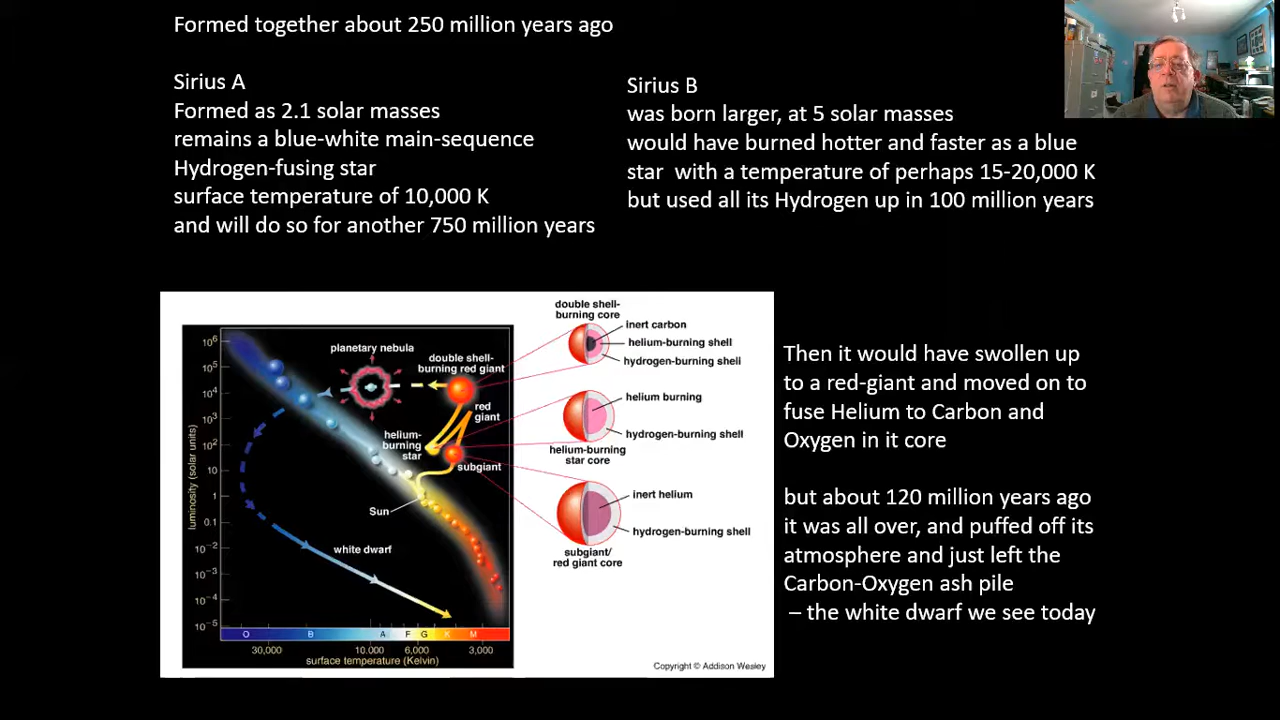 Formed together about 250 million years ago
Sirius A
Formed as 2.1 solar masses
remains a blue-white main-sequence
Hydrogen-fusing star
surface temperature of 10,000 K
and will do so for another 750 million years
Sirius B
was born larger, at 5 solar masses
would have burned hotter and faster as a blue
star with a temperature of perhaps 15-20,000 K
but used all its Hydrogen up in 100 million years
luminosity (solar units)
10⁶
10⁵
10⁴
10³
10²
10
1
0.1
10⁻²
10⁻³
10⁻⁴
10⁻⁵
planetary nebula
double shell-
burning red giant
red
giant
helium-
burning
star
subgiant
Sun
white dwarf
O B A F G K M
30,000 10,000 6,000 3,000
surface temperature (Kelvin)
double shell-
burning core
inert carbon
helium-burning shell
hydrogen-burning shell
helium burning
hydrogen-burning shell
helium-burning
star core
inert helium
hydrogen-burning shell
subgiant/
red giant core
Copyright © Addison Wesley
Then it would have swollen up
to a red-giant and moved on to
fuse Helium to Carbon and
Oxygen in it core
but about 120 million years ago
it was all over, and puffed off its
atmosphere and just left the
Carbon-Oxygen ash pile
– the white dwarf we see today